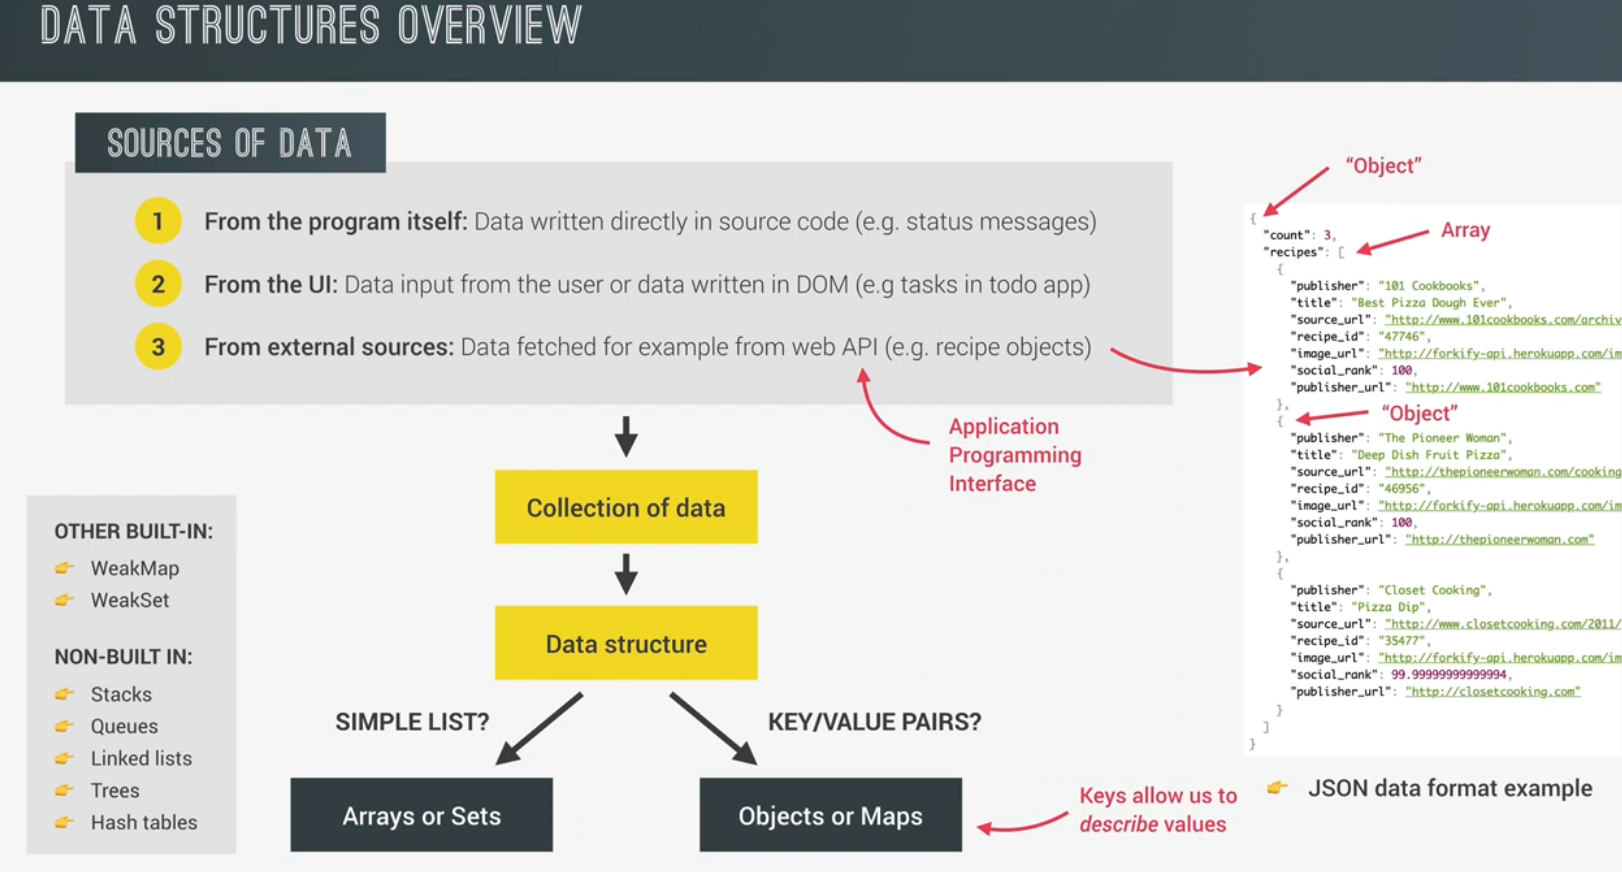 DATA STRUCTURES OVERVIEW
SOURCES OF DATA
1 From the program itself: Data written directly in source code (e.g. status messages)
2 From the UI: Data input from the user or data written in DOM (e.g tasks in todo app)
3 From external sources: Data fetched for example from web API (e.g. recipe objects)
Application
Programming
Interface
Collection of data
Data structure
SIMPLE LIST?
KEY/VALUE PAIRS?
Arrays or Sets
Objects or Maps
Keys allow us to
describe values
OTHER BUILT-IN:
WeakMap
WeakSet
NON-BUILT IN:
Stacks
Queues
Linked lists
Trees
Hash tables
“Object”
Array
{
"count": 3,
"recipes": [
{
"publisher": "101 Cookbooks",
"title": "Best Pizza Dough Ever",
"source_url": "http://www.101cookbooks.com/archiv
"recipe_id": "47746",
"image_url": "http://forkify-api.herokuapp.com/im
"social_rank": 100,
"publisher_url": "http://www.101cookbooks.com"
},
“Object”
{
"publisher": "The Pioneer Woman",
"title": "Deep Dish Fruit Pizza",
"source_url": "http://thepioneerwoman.com/cooking
"recipe_id": "46956",
"image_url": "http://forkify-api.herokuapp.com/im
"social_rank": 100,
"publisher_url": "http://thepioneerwoman.com"
},
{
"publisher": "Closet Cooking",
"title": "Pizza Dip",
"source_url": "http://www.closetcooking.com/2011/
"recipe_id": "35477",
"image_url": "http://forkify-api.herokuapp.com/im
"social_rank": 99.99999999999994,
"publisher_url": "http://closetcooking.com"
}
]
}
JSON data format example